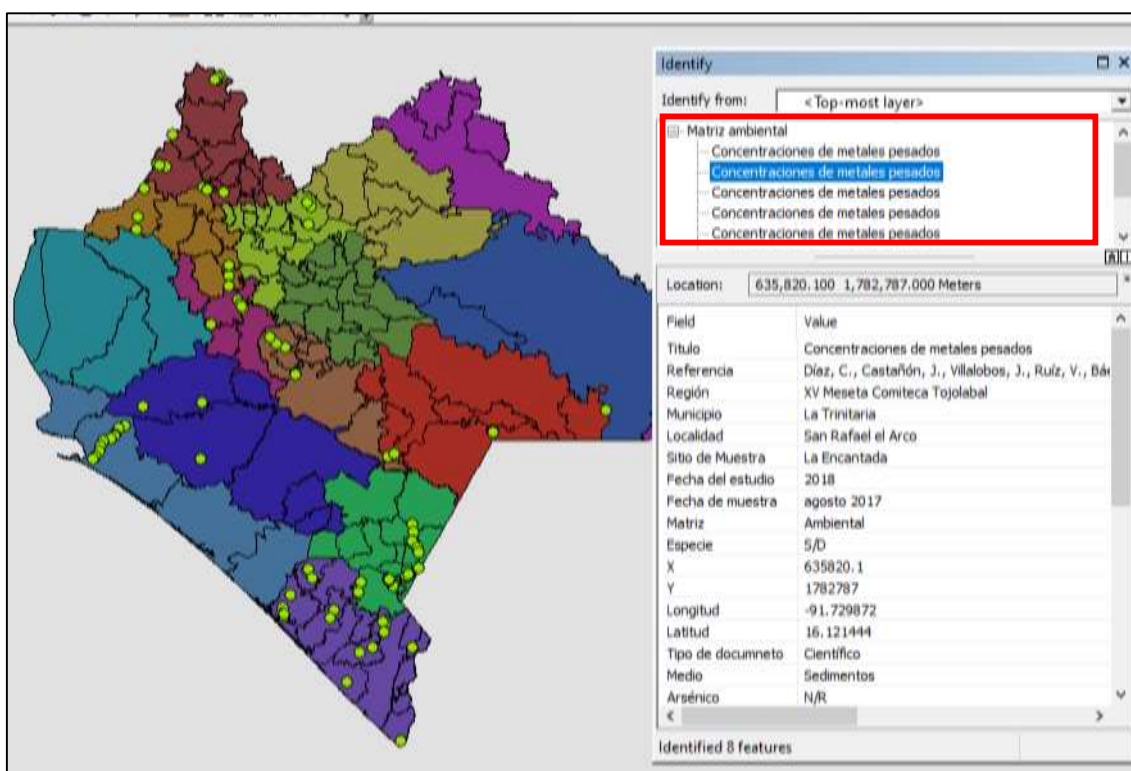 Identify
Identify from: <Top-most layer>
Matriz ambiental
Concentraciones de metales pesados
Concentraciones de metales pesados
Concentraciones de metales pesados
Concentraciones de metales pesados
Concentraciones de metales pesados
Location: 635,820.100 1,782,787.000 Meters
Field Value
Titulo Concentraciones de metales pesados
Referencia Díaz, C., Castañón, J., Villalobos, J., Ruíz, V., Báe
Región XV Meseta Comiteca Tojolabal
Municipio La Trinitaria
Localidad San Rafael el Arco
Sitio de Muestra La Encantada
Fecha del estudio 2018
Fecha de muestra agosto 2017
Matriz Ambiental
Especie S/D
X 635820.1
Y 1782787
Longitud -91.729872
Latitud 16.121444
Tipo de documneto Científico
Medio Sedimentos
Arsénico N/R
Identified 8 features